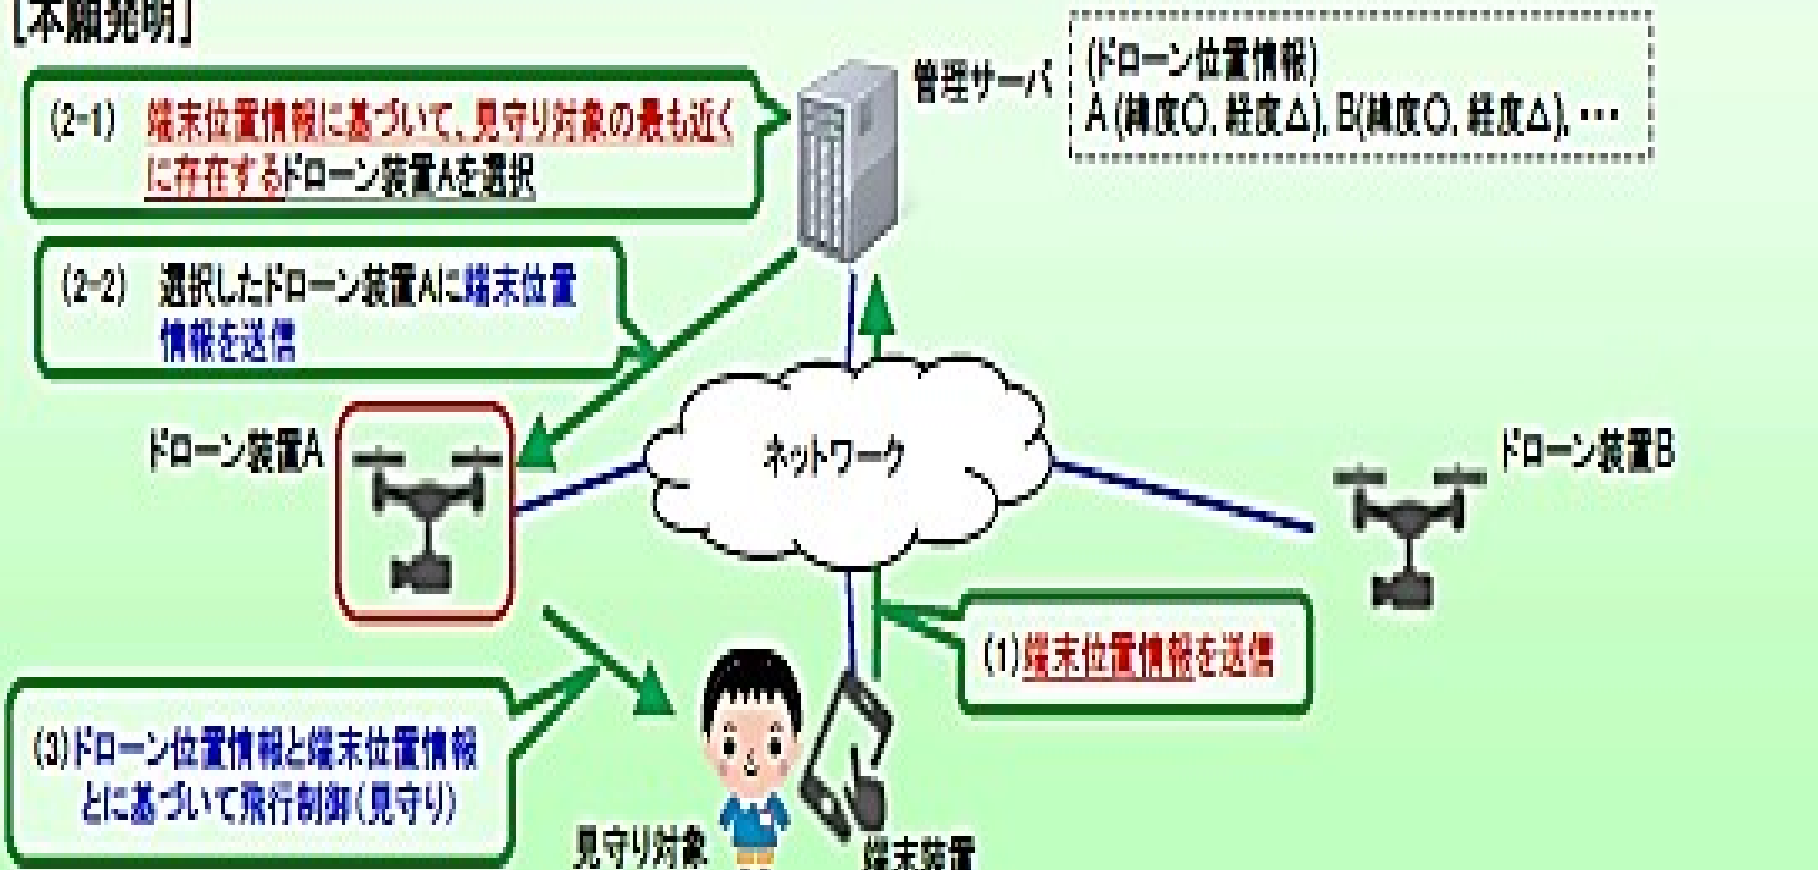 [本願発明]
管理サーバ
(ドローン位置情報)
A(緯度〇, 経度△), B(緯度〇, 経度△), ･･･
(2-1) 端末位置情報に基づいて、見守り対象の最も近く
に存在するドローン装置Aを選択
(2-2) 選択したドローン装置Aに端末位置
情報を送信
ドローン装置A
ネットワーク
ドローン装置B
(1)端末位置情報を送信
(3)ドローン位置情報と端末位置情報
とに基づいて飛行制御(見守り)
見守り対象
端末装置